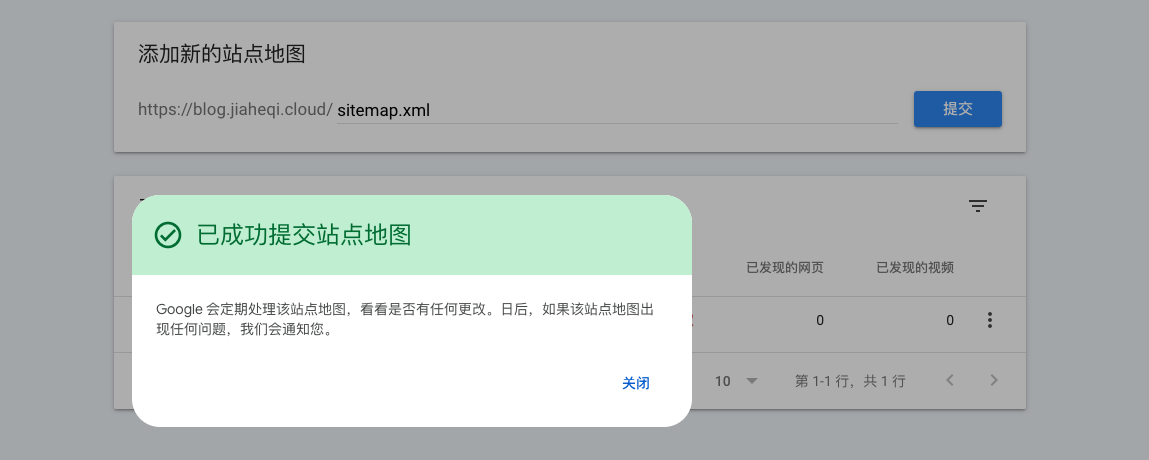 添加新的站点地图
https://blog.jiaheqi.cloud/ sitemap.xml
提交
已成功提交站点地图
Google 会定期处理该站点地图，看看是否有任何更改。日后，如果该站点地图出
现任何问题，我们会通知您。
关闭
已发现的网页 已发现的视频
0 0
10 第 1-1 行，共 1 行